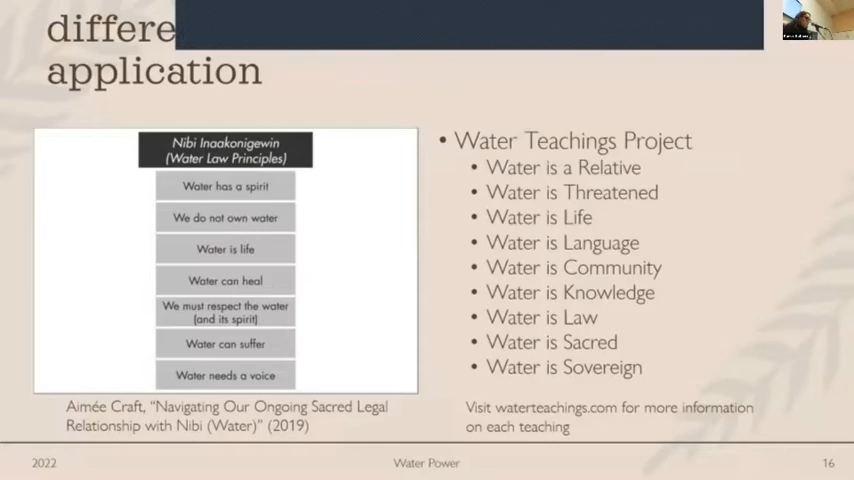 differe
application
Nibi Inaakonigewin
(Water Law Principles)
Water has a spirit
We do not own water
Water is life
Water can heal
We must respect the water
(and its spirit)
Water can suffer
Water needs a voice
Aimée Craft, “Navigating Our Ongoing Sacred Legal
Relationship with Nibi (Water)” (2019)
• Water Teachings Project
• Water is a Relative
• Water is Threatened
• Water is Life
• Water is Language
• Water is Community
• Water is Knowledge
• Water is Law
• Water is Sacred
• Water is Sovereign
Visit waterteachings.com for more information
on each teaching
2022
Water Power
16